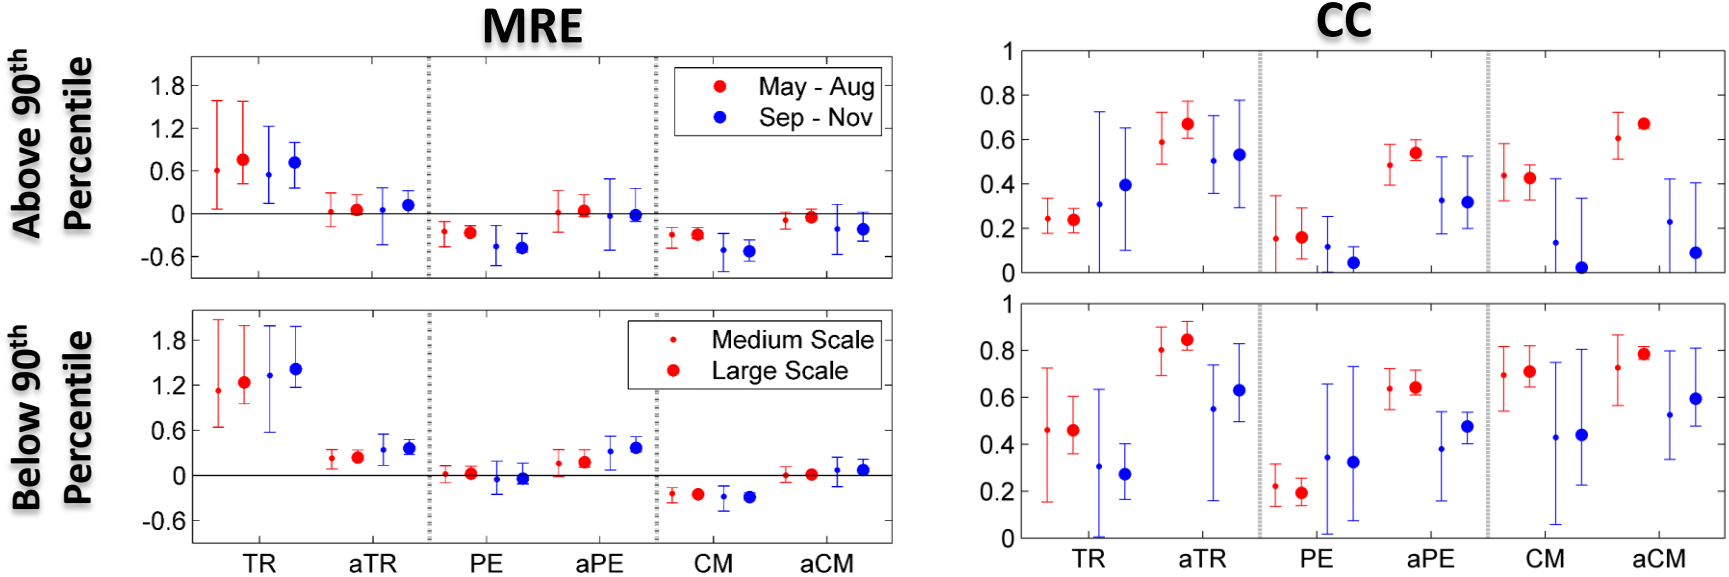 MRE
CC
Above 90th
Percentile
1.8
1.2
0.6
0
-0.6
May - Aug
Sep - Nov
1
0.8
0.6
0.4
0.2
0
Below 90th
Percentile
1.8
1.2
0.6
0
-0.6
Medium Scale
Large Scale
TR aTR PE aPE CM aCM
1
0.8
0.6
0.4
0.2
0
TR aTR PE aPE CM aCM